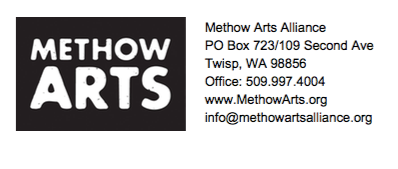 METHOW
ARTS
Methow Arts Alliance
PO Box 723/109 Second Ave
Twisp, WA 98856
Office: 509.997.4004
www.MethowArts.org
info@methowartsalliance.org